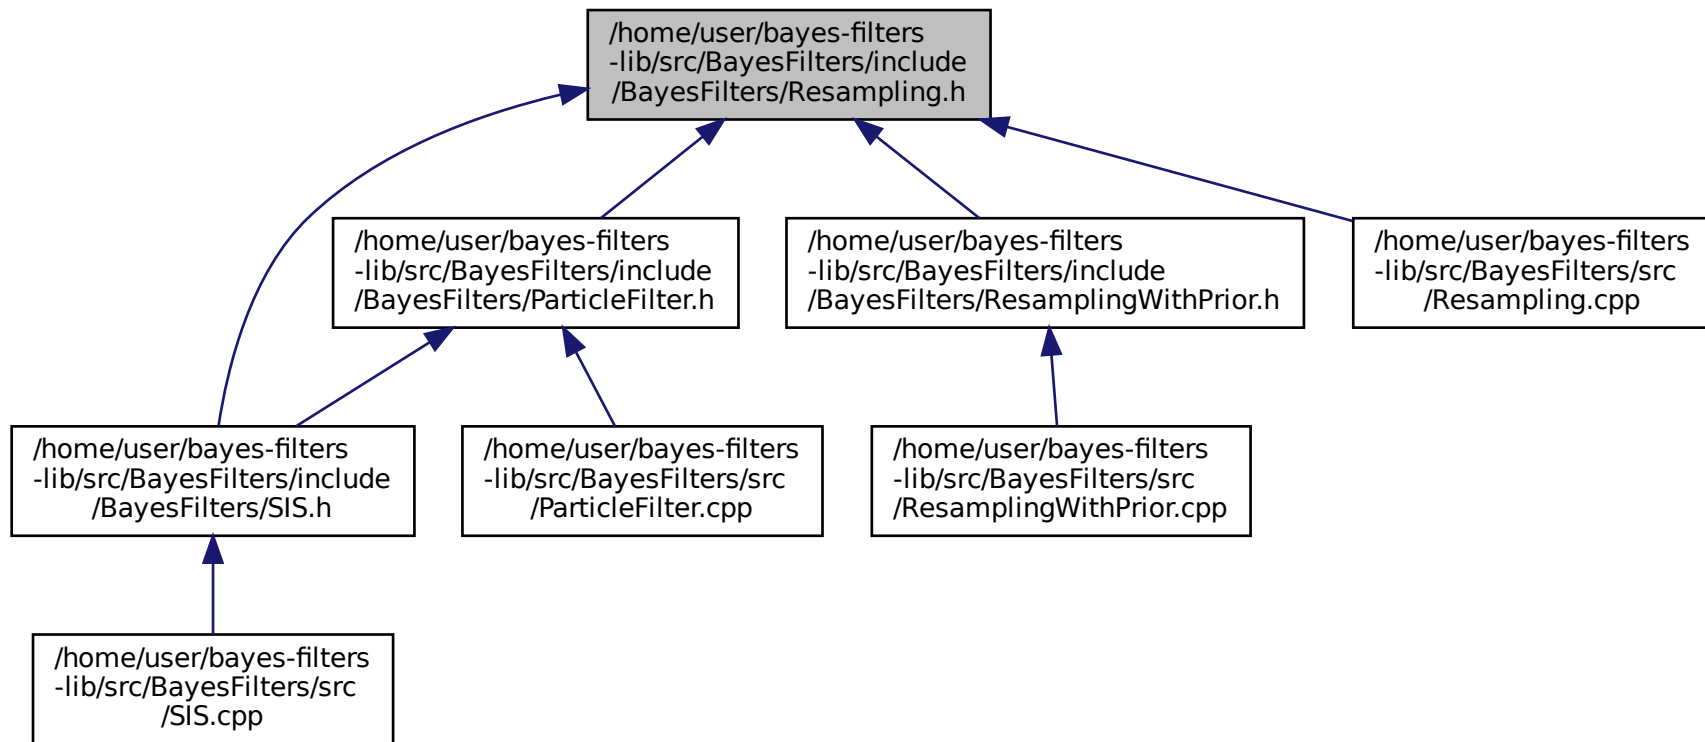 /home/user/bayes-filters
-lib/src/BayesFilters/include
/BayesFilters/Resampling.h
/home/user/bayes-filters
-lib/src/BayesFilters/include
/BayesFilters/ParticleFilter.h
/home/user/bayes-filters
-lib/src/BayesFilters/include
/BayesFilters/ResamplingWithPrior.h
/home/user/bayes-filters
-lib/src/BayesFilters/src
/Resampling.cpp
/home/user/bayes-filters
-lib/src/BayesFilters/include
/BayesFilters/SIS.h
/home/user/bayes-filters
-lib/src/BayesFilters/src
/ParticleFilter.cpp
/home/user/bayes-filters
-lib/src/BayesFilters/src
/ResamplingWithPrior.cpp
/home/user/bayes-filters
-lib/src/BayesFilters/src
/SIS.cpp